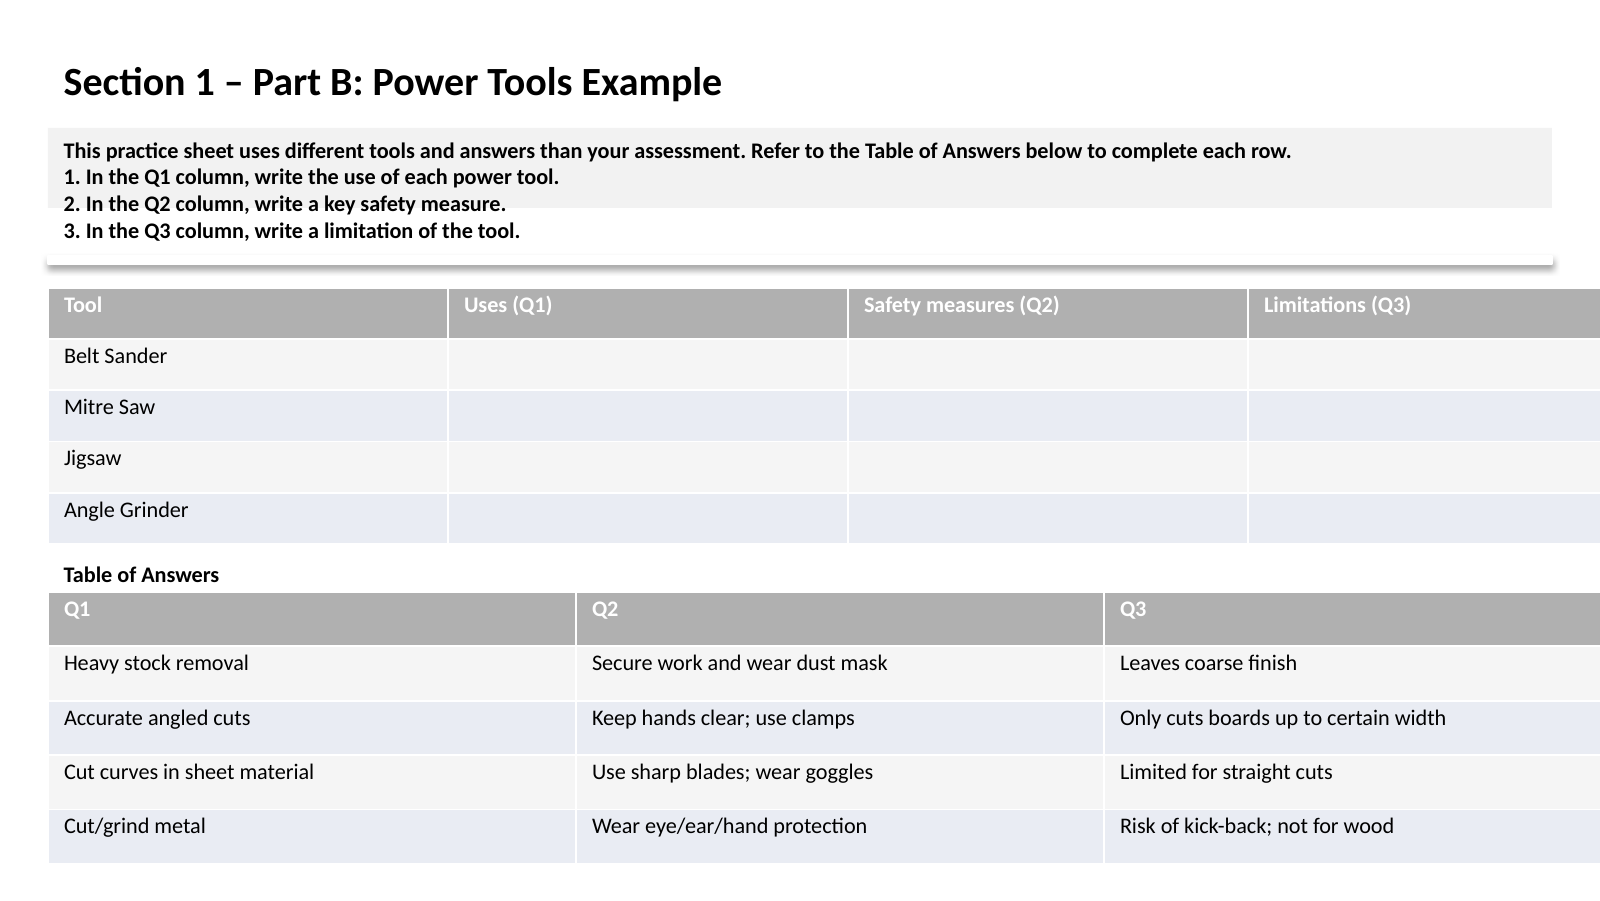 Section 1 – Part B: Power Tools Example
This practice sheet uses different tools and answers than your assessment. Refer to the Table of Answers below to complete each row.
1. In the Q1 column, write the use of each power tool.
2. In the Q2 column, write a key safety measure.
3. In the Q3 column, write a limitation of the tool.
Tool Uses (Q1) Safety measures (Q2) Limitations (Q3)
Belt Sander
Mitre Saw
Jigsaw
Angle Grinder
Table of Answers
Q1 Q2 Q3
Heavy stock removal Secure work and wear dust mask Leaves coarse finish
Accurate angled cuts Keep hands clear; use clamps Only cuts boards up to certain width
Cut curves in sheet material Use sharp blades; wear goggles Limited for straight cuts
Cut/grind metal Wear eye/ear/hand protection Risk of kick-back; not for wood